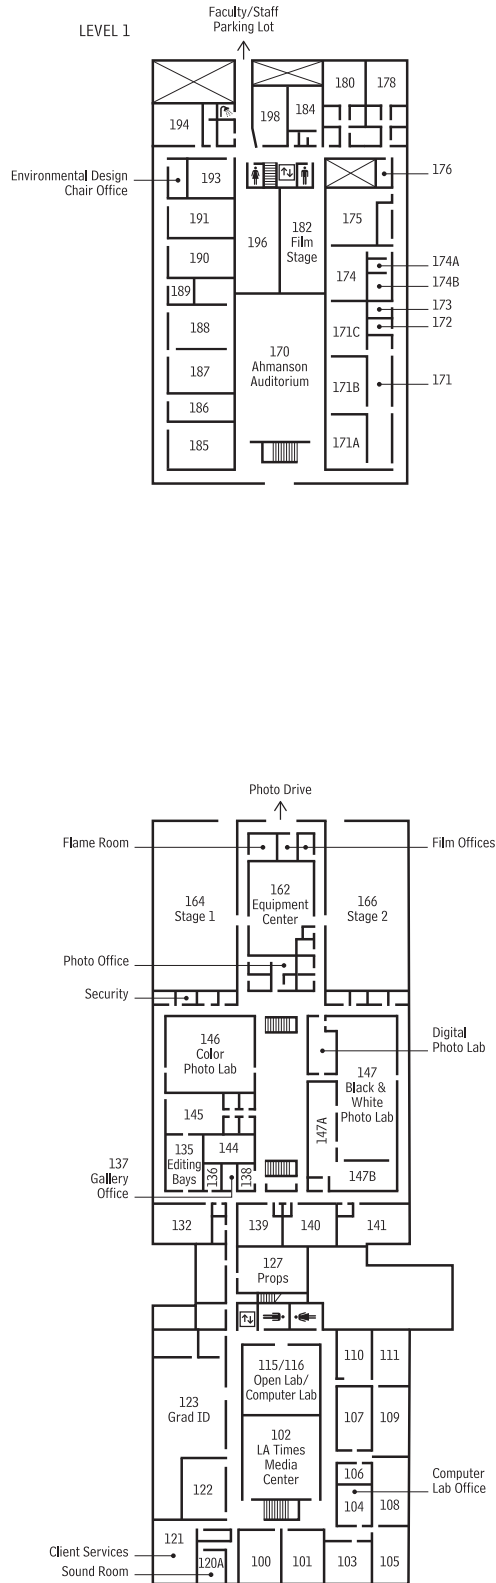 LEVEL 1
Faculty/Staff
Parking Lot
180
178
198
184
194
Environmental Design
Chair Office
193
176
191
196
182
Film
Stage
175
190
174
174A
174B
189
173
172
188
171C
170
Ahmanson
Auditorium
187
171B
171
186
185
171A
Photo Drive
Flame Room
Film Offices
164
Stage 1
162
Equipment
Center
166
Stage 2
Photo Office
Security
146
Color
Photo Lab
Digital
Photo Lab
147
Black &
White
Photo Lab
145
147A
135
Editing
Bays
144
137
Gallery
Office
136
138
147B
132
139
140
141
127
Props
115/116
Open Lab/
Computer Lab
110
111
123
Grad ID
107
109
102
LA Times
Media
Center
106
Computer
Lab Office
122
104
108
121
Client Services
Sound Room
120A
100
101
103
105